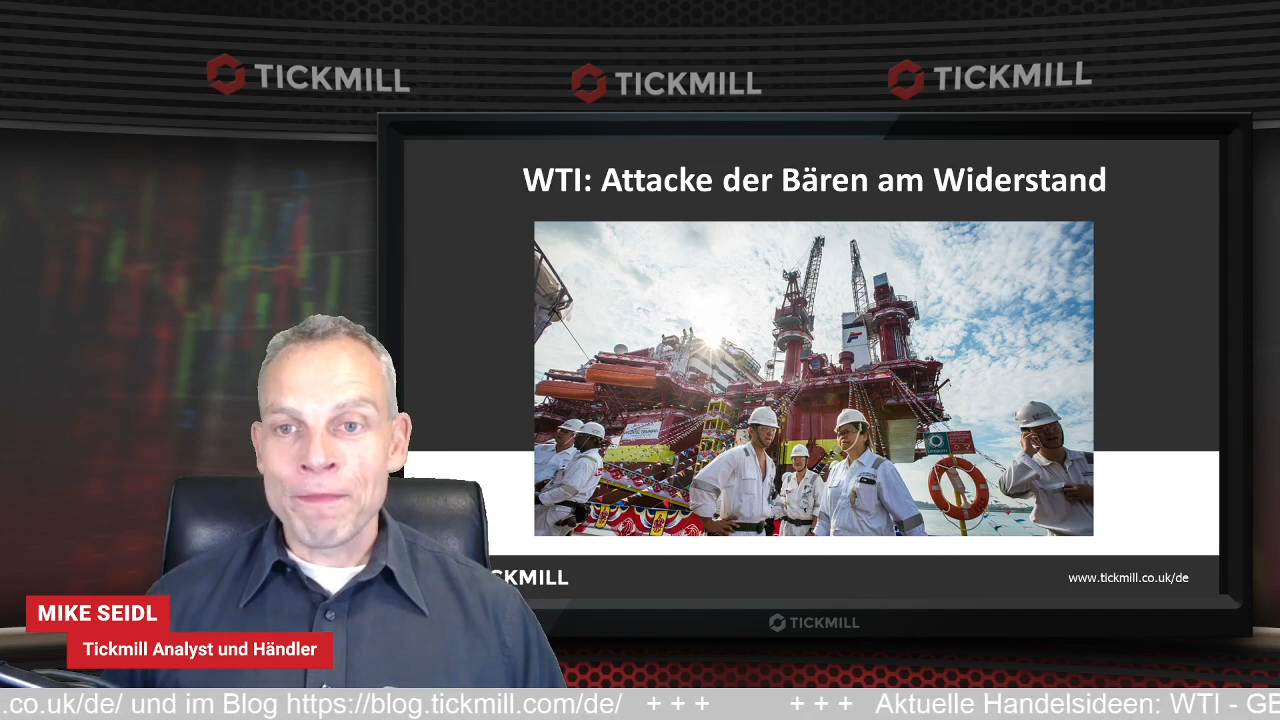 TICKMILL
TICKMILL
TICKMILL
WTI: Attacke der Bären am Widerstand
CKMILL
www.tickmill.co.uk/de
TICKMILL
MIKE SEIDL
Tickmill Analyst und Händler
.co.uk/de/ und im Blog https://blog.tickmill.com/de/ + + + + + + Aktuelle Handelsideen: WTI - GE